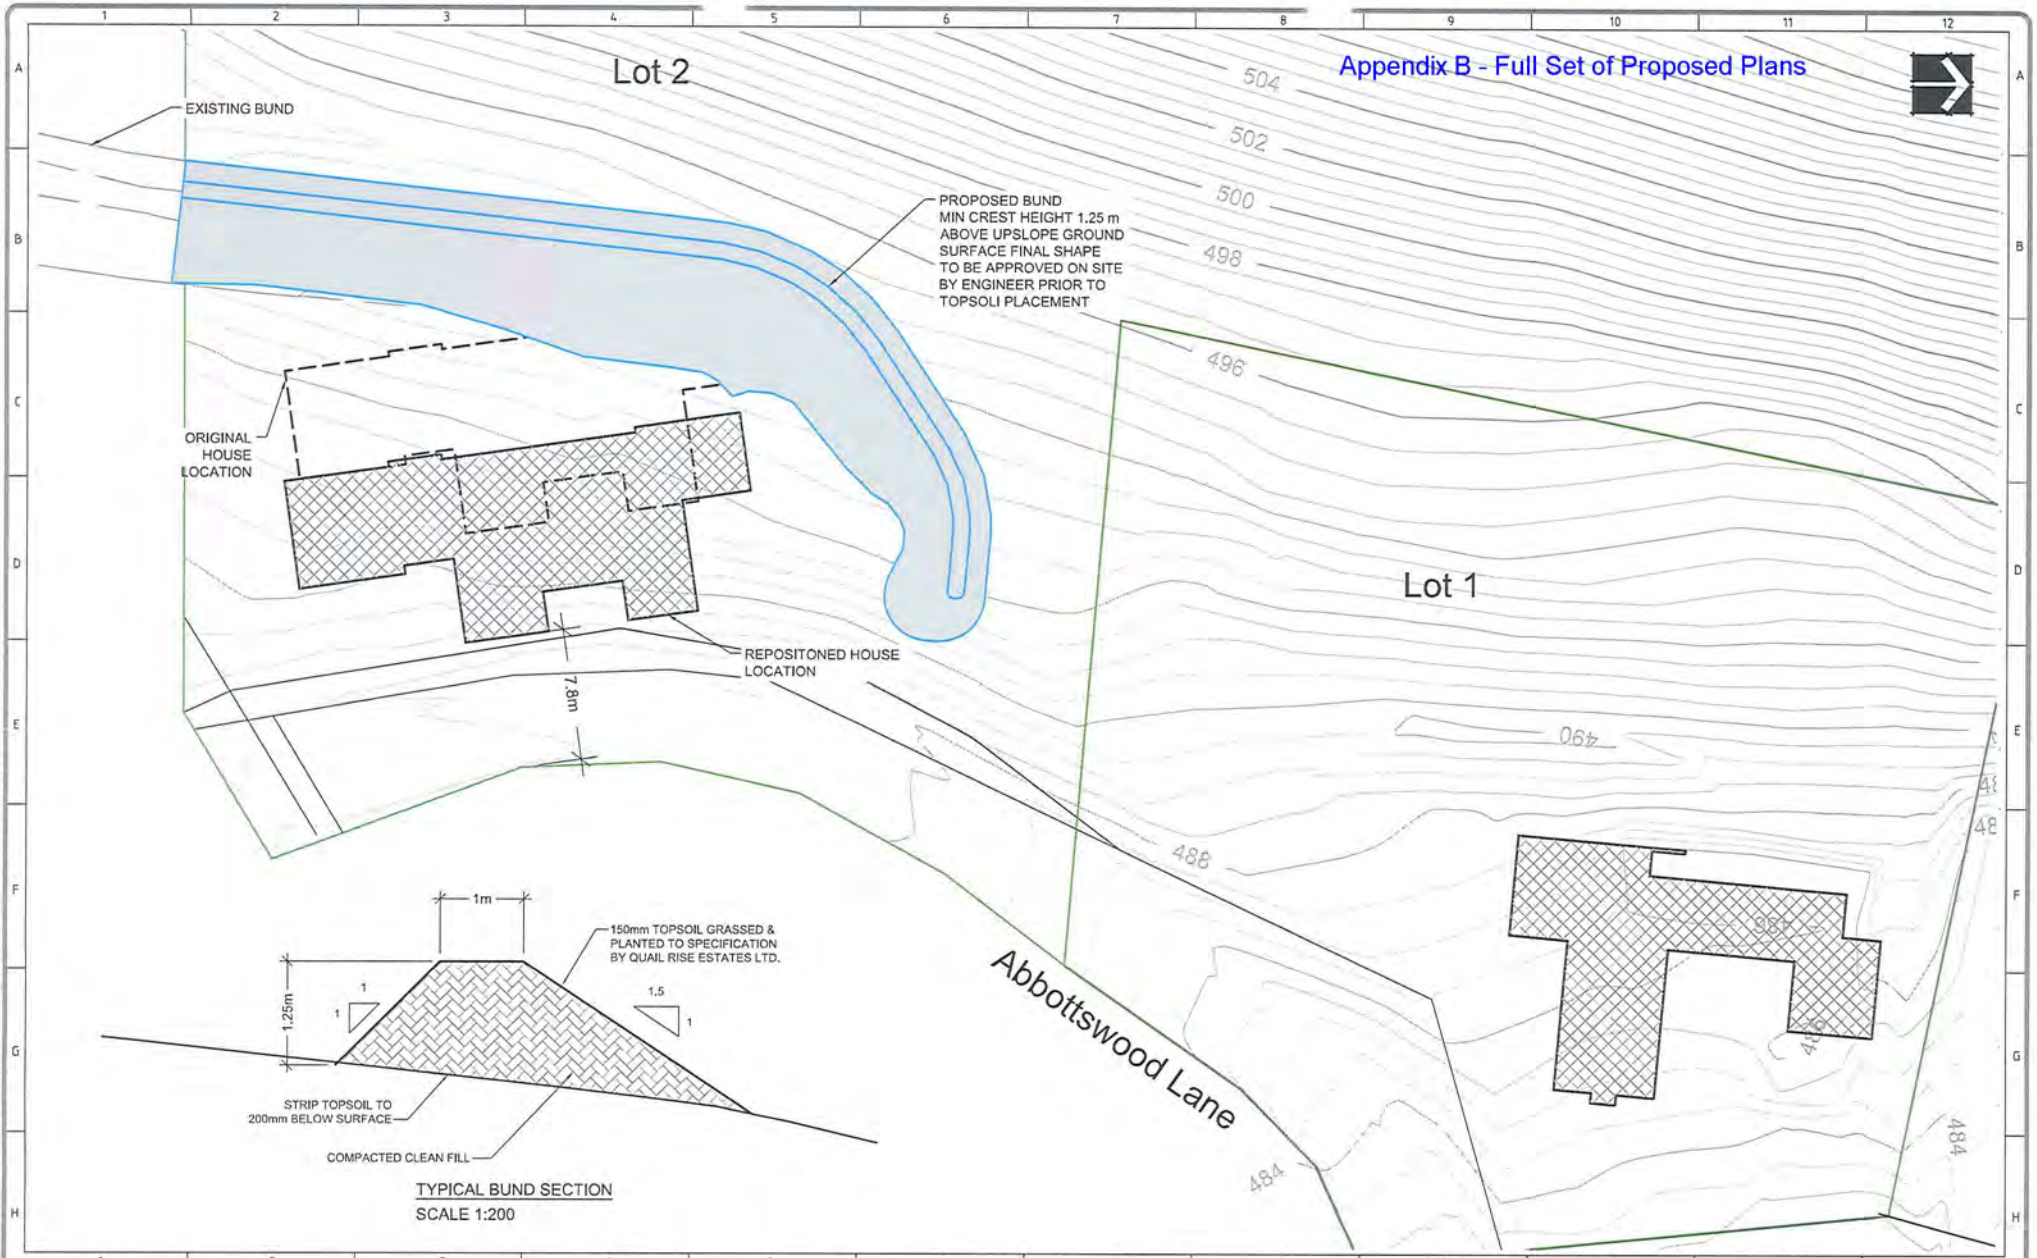 1 2 3 4 5 6 7 8 9 10 11 12
A A
B B
C C
D D
E E
F F
G G
H H
Appendix B - Full Set of Proposed Plans
Lot 2
EXISTING BUND
504
502
500
498
496
PROPOSED BUND
MIN CREST HEIGHT 1.25 m
ABOVE UPSLOPE GROUND
SURFACE FINAL SHAPE
TO BE APPROVED ON SITE
BY ENGINEER PRIOR TO
TOPSOLI PLACEMENT
ORIGINAL
HOUSE
LOCATION
Lot 1
REPOSITONED HOUSE
LOCATION
7.8m
490
488
486
486
484
484
Abbottswood Lane
1m
150mm TOPSOIL GRASSED &
PLANTED TO SPECIFICATION
BY QUAIL RISE ESTATES LTD.
1
1
1.5
1
1.25m
STRIP TOPSOIL TO
200mm BELOW SURFACE
COMPACTED CLEAN FILL
TYPICAL BUND SECTION
SCALE 1:200